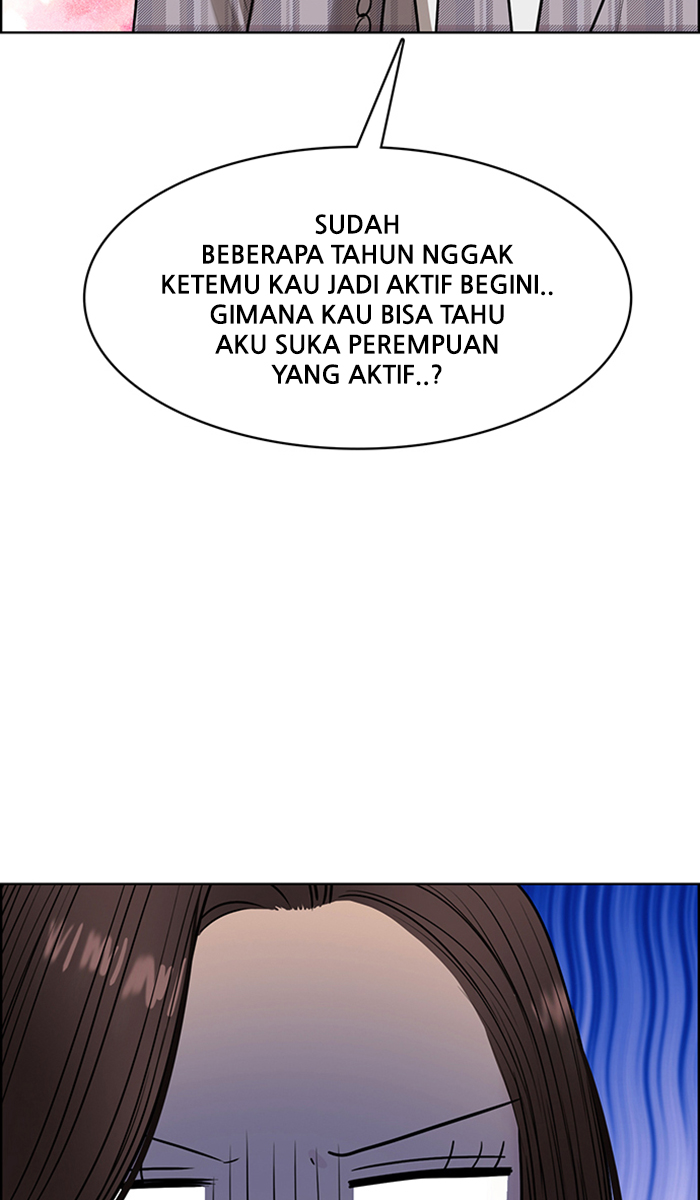 SUDAH
BEBERAPA TAHUN NGGAK
KETEMU KAU JADI AKTIF BEGINI..
GIMANA KAU BISA TAHU
AKU SUKA PEREMPUAN
YANG AKTIF..?